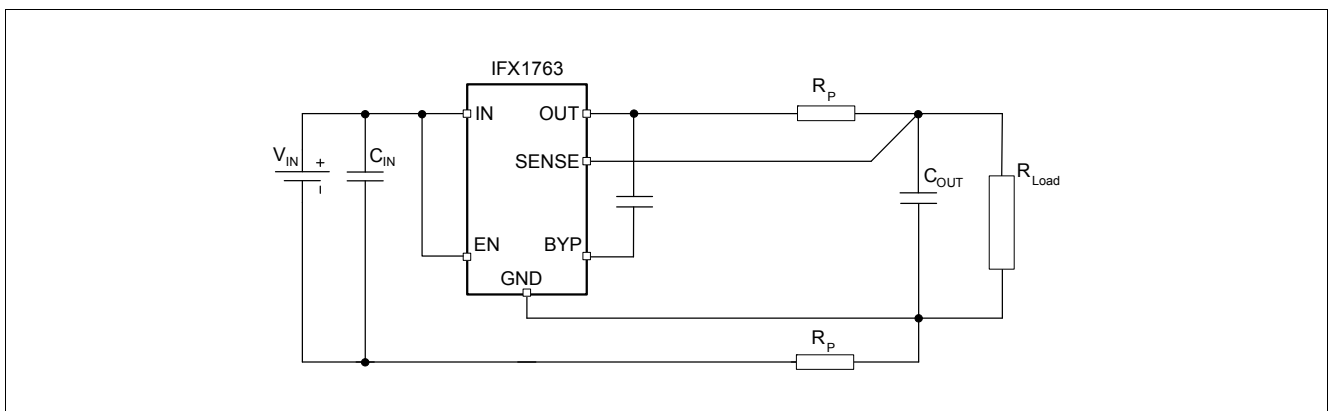 IFX1763
IN
OUT
R_P
V_IN
+
-
C_IN
SENSE
C_OUT
R_Load
EN
BYP
GND
R_P